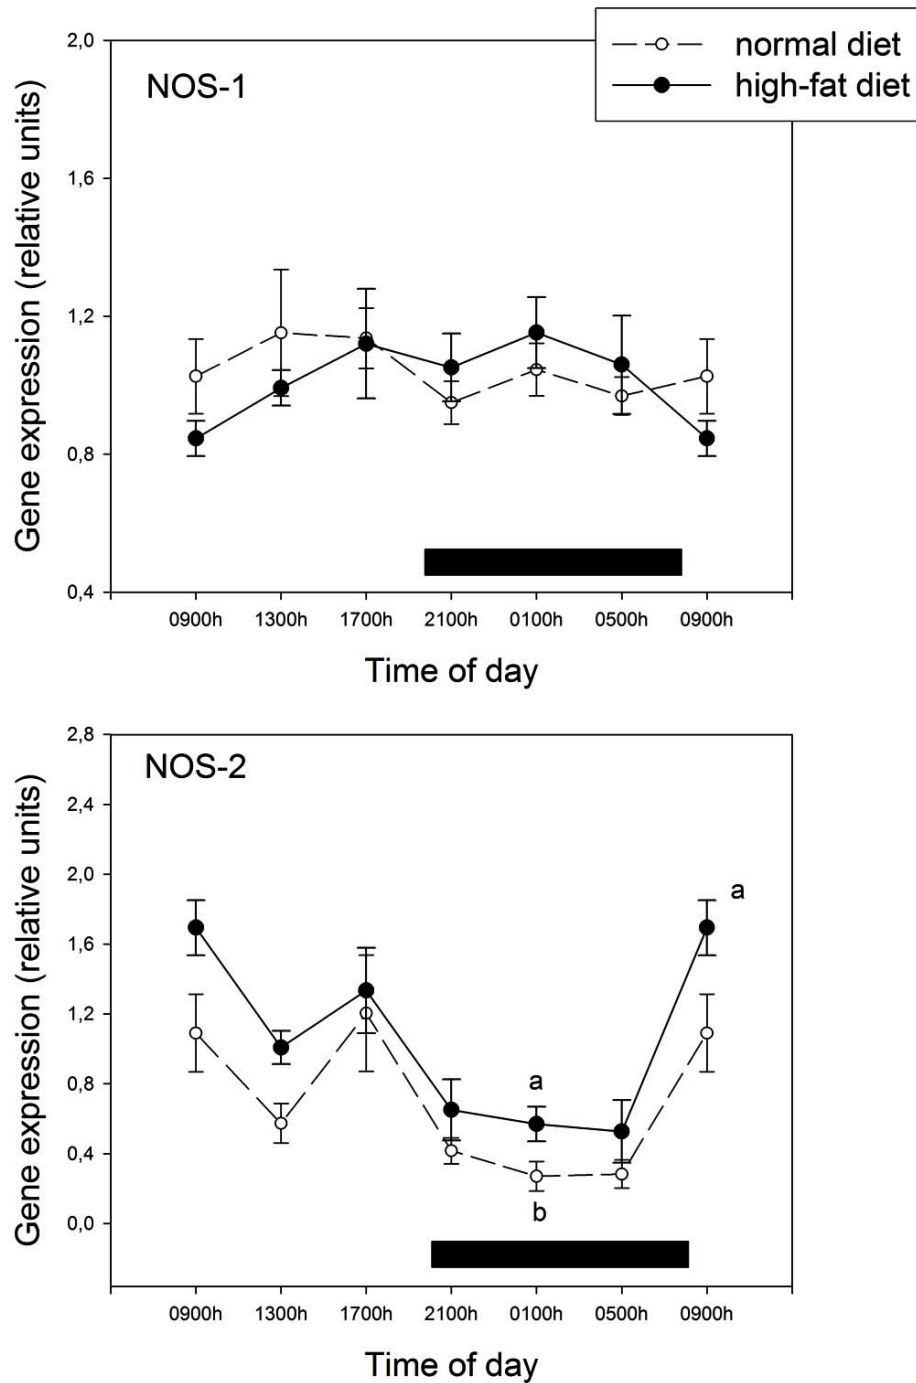 normal diet
high-fat diet
NOS-1
Gene expression (relative units)
2,0
1,6
1,2
0,8
0,4
0900h 1300h 1700h 2100h 0100h 0500h 0900h
Time of day
NOS-2
Gene expression (relative units)
2,8
2,4
2,0
1,6
1,2
0,8
0,4
0,0
a
a
b
0900h 1300h 1700h 2100h 0100h 0500h 0900h
Time of day